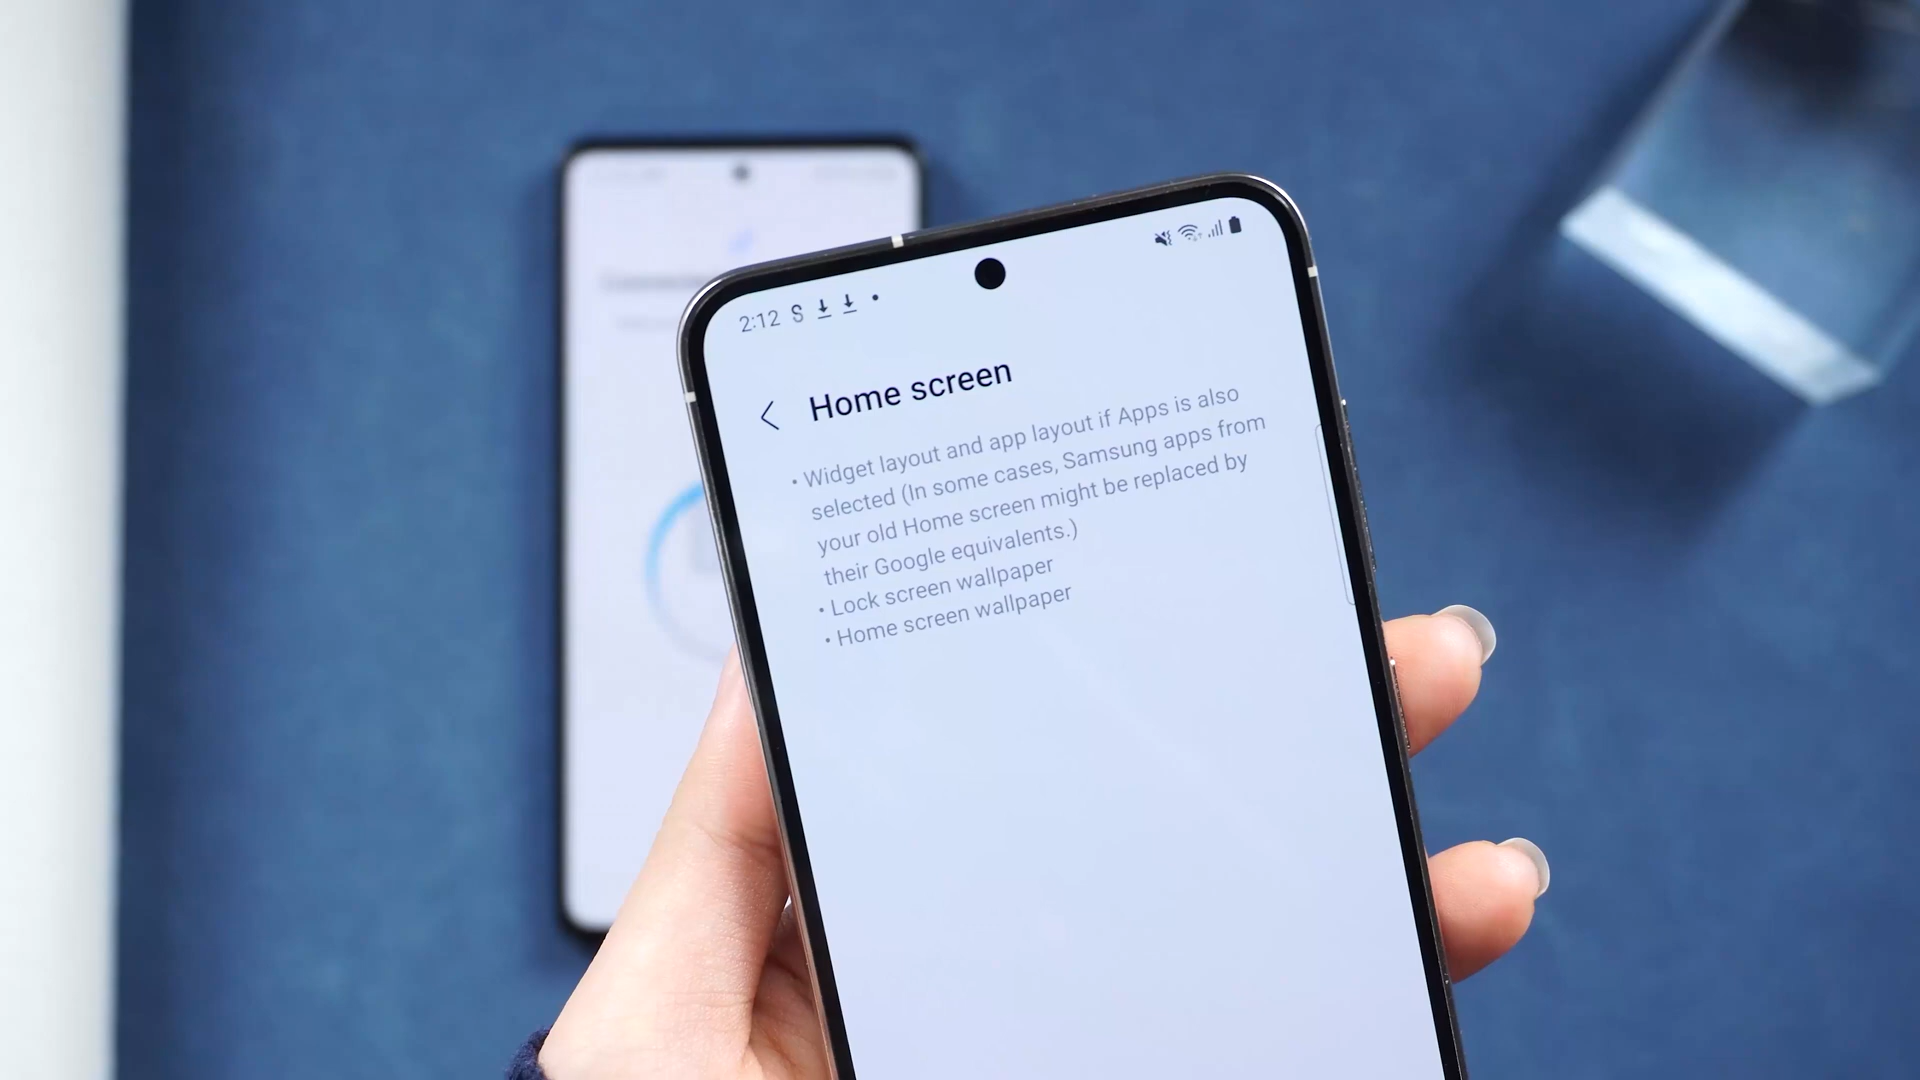 2:12 S
Home screen
• Widget layout and app layout if Apps is also
selected (In some cases, Samsung apps from
your old Home screen might be replaced by
their Google equivalents.)
• Lock screen wallpaper
• Home screen wallpaper